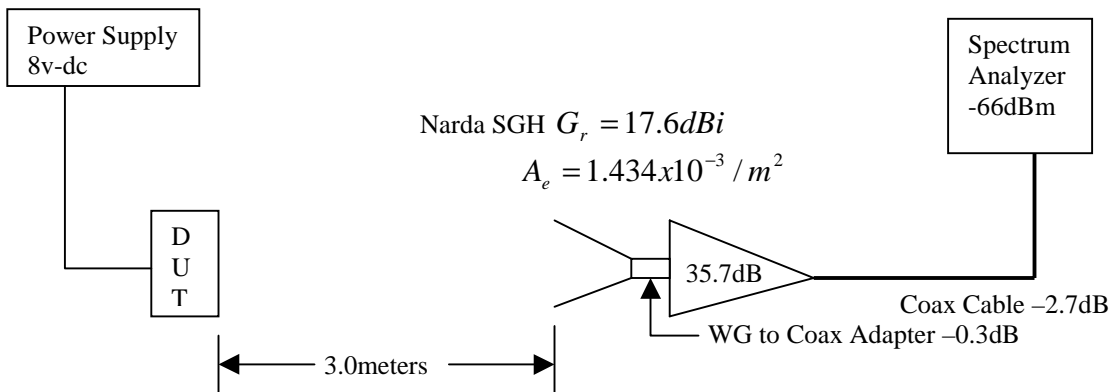 Power Supply
8v-dc
Spectrum
Analyzer
-66dBm
Narda SGH G_r = 17.6dBi
A_e = 1.434x10^{-3} / m^2
D
U
T
35.7dB
Coax Cable –2.7dB
WG to Coax Adapter –0.3dB
3.0meters